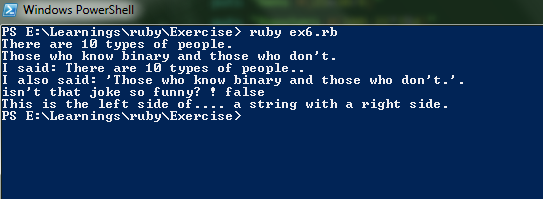 Windows PowerShell
PS E:\Learnings\ruby\Exercise> ruby ex6.rb
There are 10 types of people.
Those who know binary and those who don't.
I said: There are 10 types of people..
I also said: 'Those who know binary and those who don't.'.
isn't that joke so funny? ! false
This is the left side of.... a string with a right side.
PS E:\Learnings\ruby\Exercise>